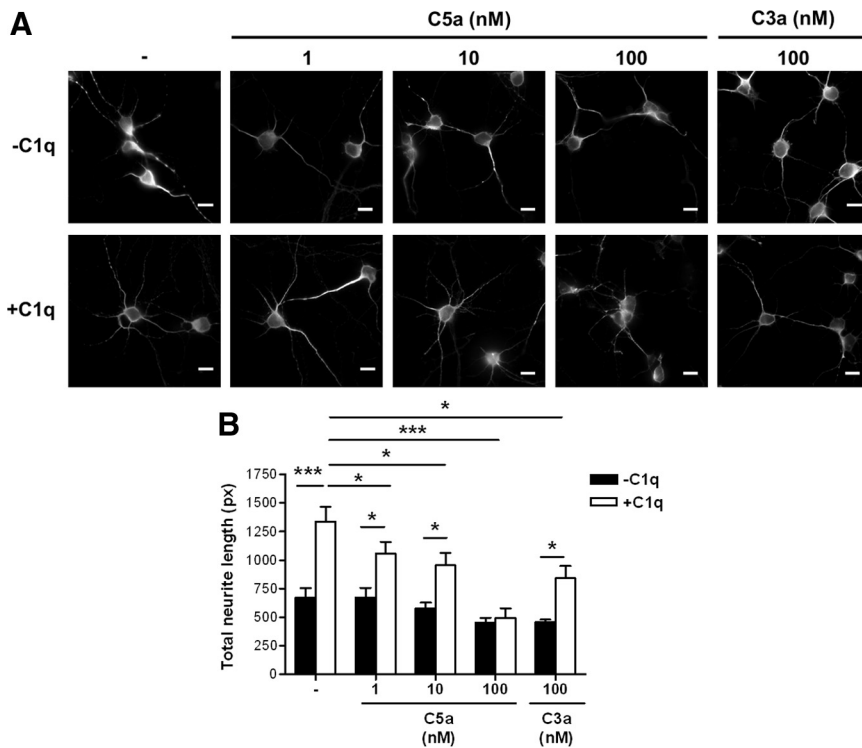 A
C5a (nM)
C3a (nM)
-
1
10
100
100
-C1q
+C1q
B
*
***
*
***
*
*
*
*
1750
1500
1250
1000
750
500
250
0
Total neurite length (px)
-C1q
+C1q
-
1
10
100
100
C5a
(nM)
C3a
(nM)